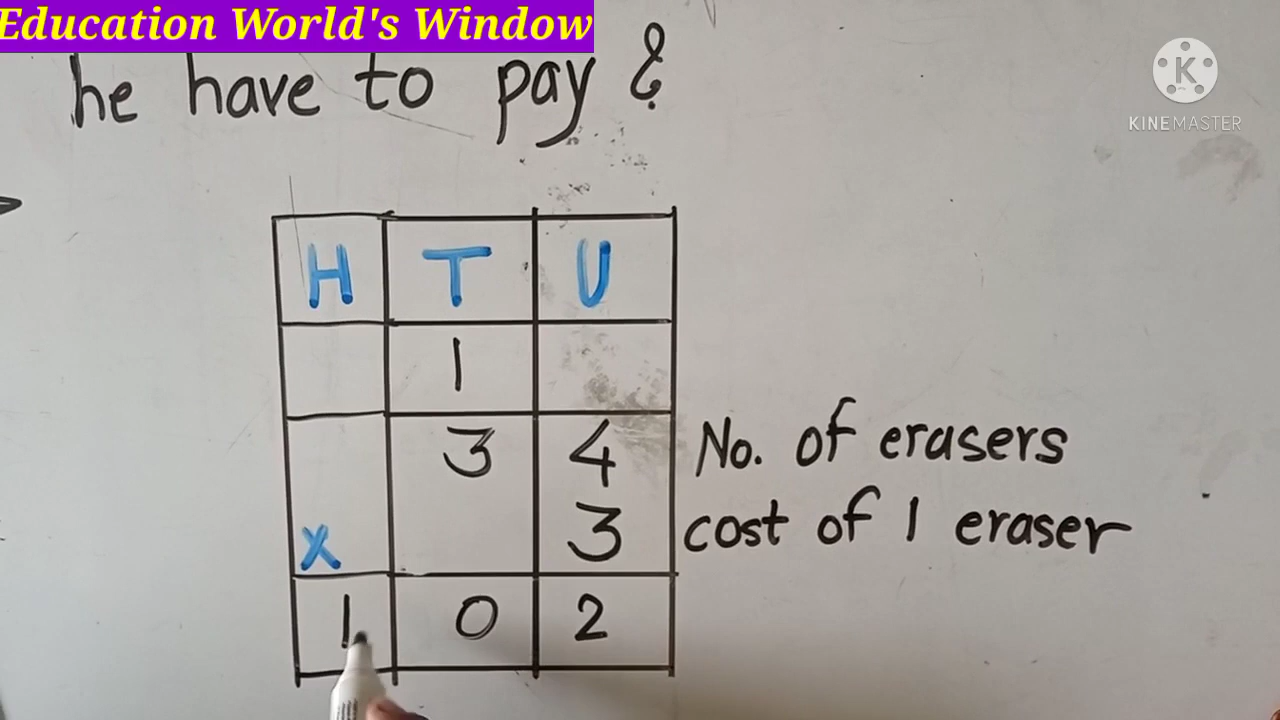 Education World's Window
he have to pay ?
KINEMASTER
H T U
1
3 4 No. of erasers
x 3 cost of 1 eraser
1 0 2